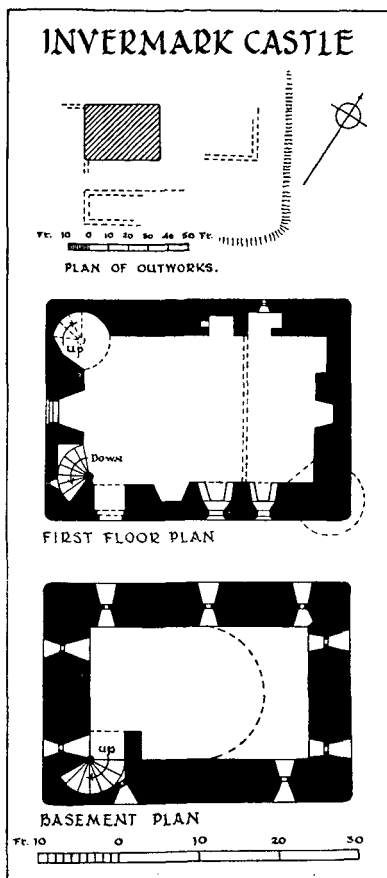 INVERMARK CASTLE
Ft. 10 0 10 20 30 40 50 Ft.
PLAN OF OUTWORKS.
Up
DOWN
FIRST FLOOR PLAN
up
BASEMENT PLAN
Ft. 10 0 10 20 30